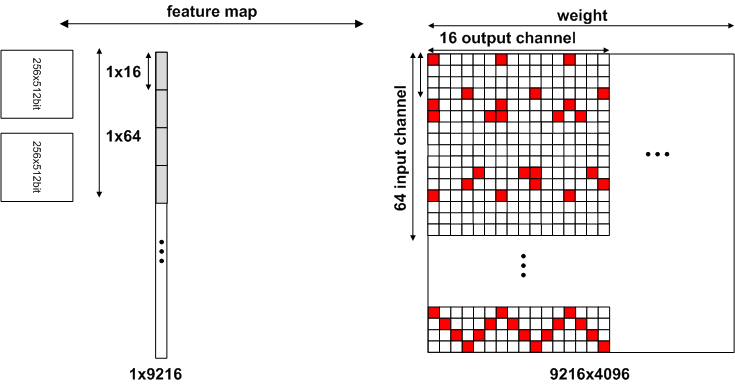 feature map
256x512bit
256x512bit
1x16
1x64
1x9216
weight
16 output channel
64 input channel
9216x4096